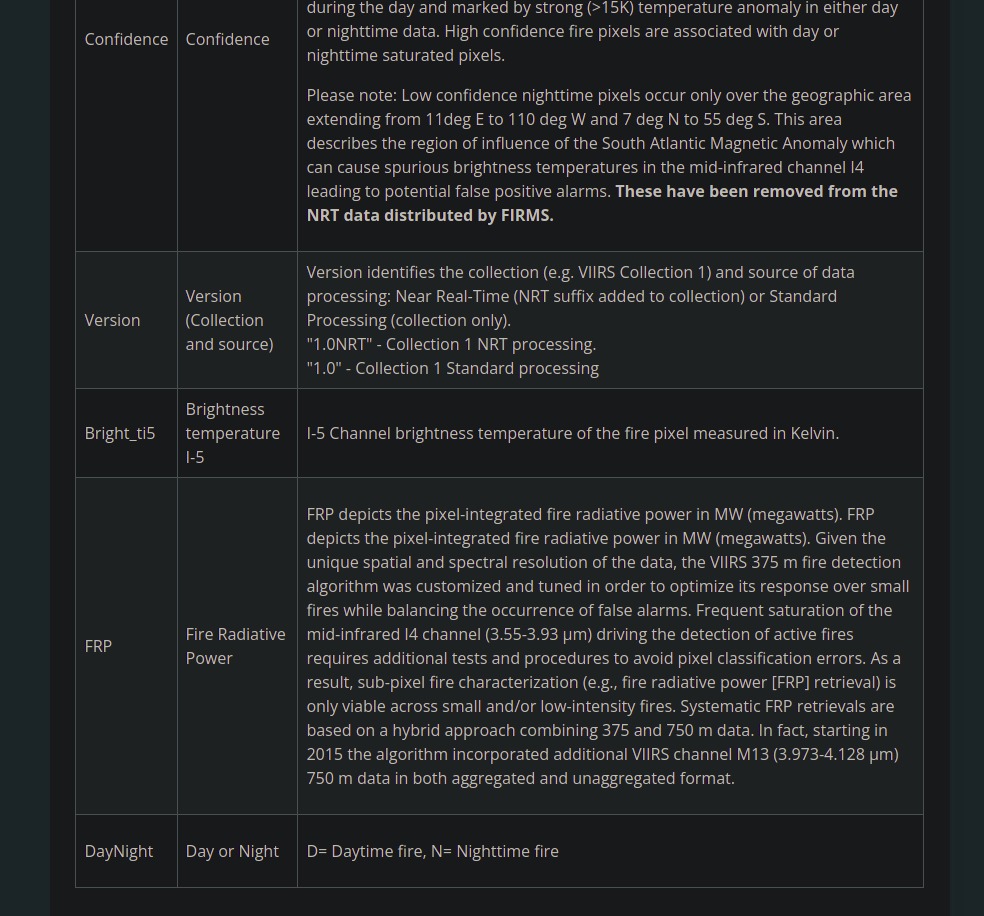 during the day and marked by strong (>15K) temperature anomaly in either day
or nighttime data. High confidence fire pixels are associated with day or
nighttime saturated pixels.
Confidence
Confidence
Please note: Low confidence nighttime pixels occur only over the geographic area
extending from 11deg E to 110 deg W and 7 deg N to 55 deg S. This area
describes the region of influence of the South Atlantic Magnetic Anomaly which
can cause spurious brightness temperatures in the mid-infrared channel I4
leading to potential false positive alarms. These have been removed from the
NRT data distributed by FIRMS.
Version
Version
(Collection
and source)
Version identifies the collection (e.g. VIIRS Collection 1) and source of data
processing: Near Real-Time (NRT suffix added to collection) or Standard
Processing (collection only).
"1.0NRT" - Collection 1 NRT processing.
"1.0" - Collection 1 Standard processing
Bright_ti5
Brightness
temperature
I-5
I-5 Channel brightness temperature of the fire pixel measured in Kelvin.
FRP
Fire Radiative
Power
FRP depicts the pixel-integrated fire radiative power in MW (megawatts). FRP
depicts the pixel-integrated fire radiative power in MW (megawatts). Given the
unique spatial and spectral resolution of the data, the VIIRS 375 m fire detection
algorithm was customized and tuned in order to optimize its response over small
fires while balancing the occurrence of false alarms. Frequent saturation of the
mid-infrared I4 channel (3.55-3.93 µm) driving the detection of active fires
requires additional tests and procedures to avoid pixel classification errors. As a
result, sub-pixel fire characterization (e.g., fire radiative power [FRP] retrieval) is
only viable across small and/or low-intensity fires. Systematic FRP retrievals are
based on a hybrid approach combining 375 and 750 m data. In fact, starting in
2015 the algorithm incorporated additional VIIRS channel M13 (3.973-4.128 µm)
750 m data in both aggregated and unaggregated format.
DayNight
Day or Night
D= Daytime fire, N= Nighttime fire